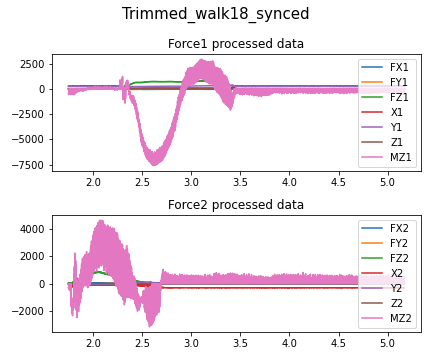 Trimmed_walk18_synced
Force1 processed data
2500
0
−2500
−5000
−7500
FX1
FY1
FZ1
X1
Y1
Z1
MZ1
2.0 2.5 3.0 3.5 4.0 4.5 5.0
Force2 processed data
4000
2000
0
−2000
FX2
FY2
FZ2
X2
Y2
Z2
MZ2
2.0 2.5 3.0 3.5 4.0 4.5 5.0